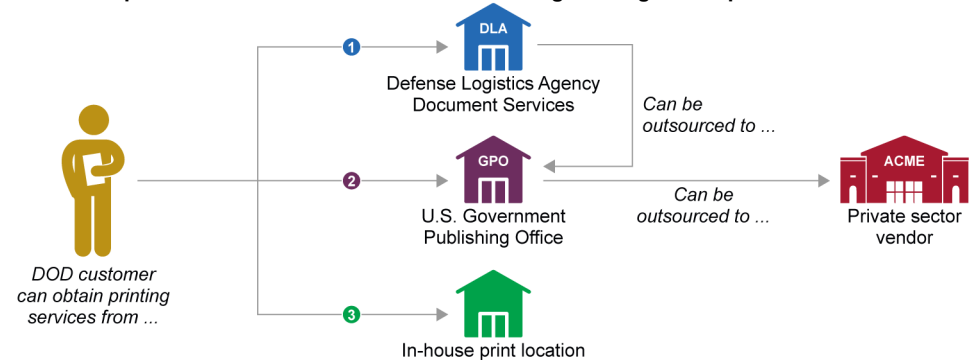 1
DLA
Defense Logistics Agency
Document Services
Can be
outsourced to ...
2
GPO
U.S. Government
Publishing Office
Can be
outsourced to ...
ACME
Private sector
vendor
DOD customer
can obtain printing
services from ...
3
In-house print location